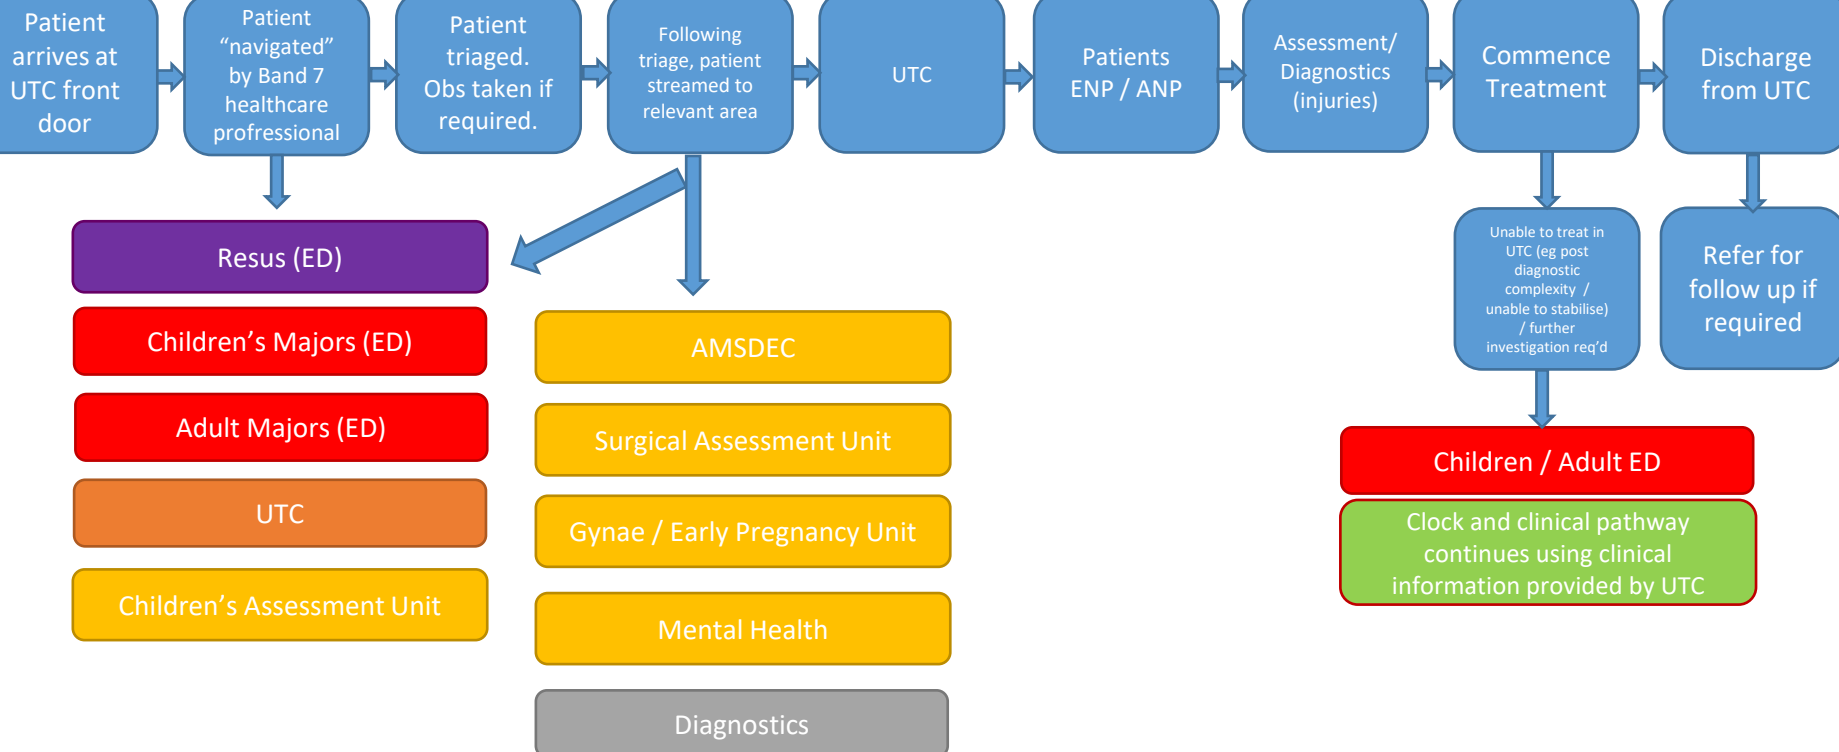 Patient
arrives at
UTC front
door
Patient
“navigated”
by Band 7
healthcare
profressional
Patient
triaged.
Obs taken if
required.
Following
triage, patient
streamed to
relevant area
UTC
Patients
ENP / ANP
Assessment/
Diagnostics
(injuries)
Commence
Treatment
Discharge
from UTC
Resus (ED)
Children’s Majors (ED)
Adult Majors (ED)
UTC
Children’s Assessment Unit
AMSDEC
Surgical Assessment Unit
Gynae / Early Pregnancy Unit
Mental Health
Diagnostics
Unable to treat in
UTC (eg post
diagnostic
complexity /
unable to stabilise)
/ further
investigation req’d
Refer for
follow up if
required
Children / Adult ED
Clock and clinical pathway
continues using clinical
information provided by UTC